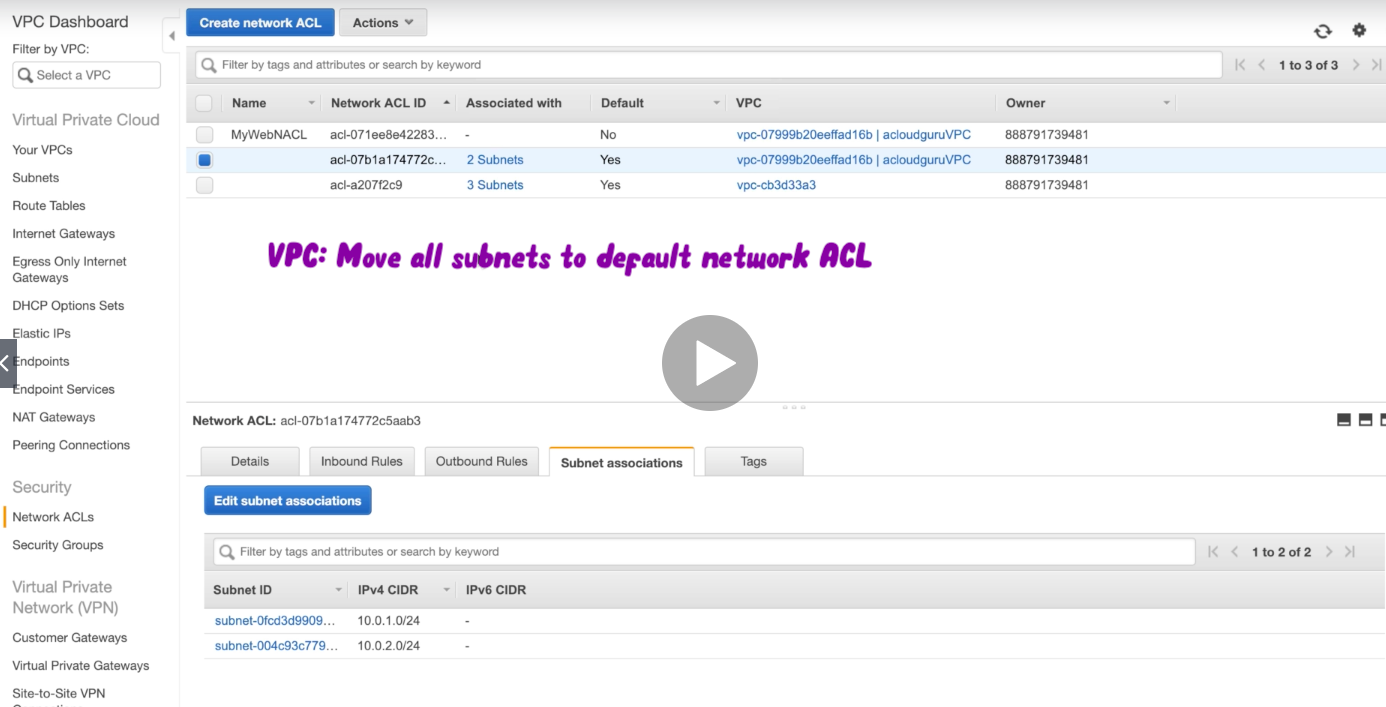 VPC Dashboard
Filter by VPC:
Select a VPC
Virtual Private Cloud
Your VPCs
Subnets
Route Tables
Internet Gateways
Egress Only Internet
Gateways
DHCP Options Sets
Elastic IPs
Endpoints
Endpoint Services
NAT Gateways
Peering Connections
Security
Network ACLs
Security Groups
Virtual Private
Network (VPN)
Customer Gateways
Virtual Private Gateways
Site-to-Site VPN
Create network ACL Actions
Filter by tags and attributes or search by keyword 1 to 3 of 3
Name Network ACL ID Associated with Default VPC Owner
MyWebNACL acl-071ee8e42283... - No vpc-07999b20eeffad16b | acloudguruVPC 888791739481
acl-07b1a174772c... 2 Subnets Yes vpc-07999b20eeffad16b | acloudguruVPC 888791739481
acl-a207f2c9 3 Subnets Yes vpc-cb3d33a3 888791739481
VPC: Move all subnets to default network ACL
Network ACL: acl-07b1a174772c5aab3
Details Inbound Rules Outbound Rules Subnet associations Tags
Edit subnet associations
Filter by tags and attributes or search by keyword 1 to 2 of 2
Subnet ID IPv4 CIDR IPv6 CIDR
subnet-0fcd3d9909... 10.0.1.0/24 -
subnet-004c93c779... 10.0.2.0/24 -